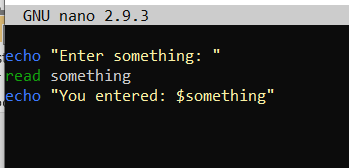 GNU nano 2.9.3
echo "Enter something: "
read something
echo "You entered: $something"